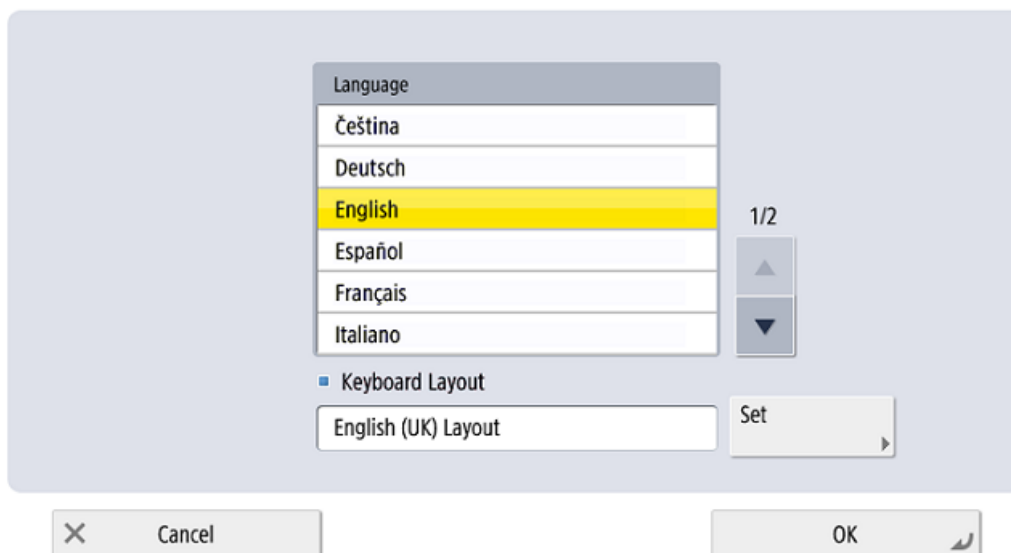 Language
Čeština
Deutsch
English
Español
Français
Italiano
1/2
Keyboard Layout
English (UK) Layout
Set
Cancel
OK